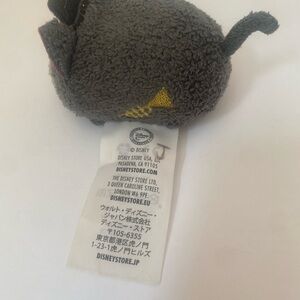 © DISNEY
DISNEY STORE USA, LLC
PASADENA, CA 91105
DISNEYSTORE.COM
THE DISNEY STORE LTD,
3 QUEEN CAROLINE STREET,
LONDON W6 9PE
DISNEYSTORE.EU
ウォルト・ディズニー・
ジャパン株式会社
ディズニー・ストア
〒105-6355
東京都港区虎ノ門
1-23-1虎ノ門ヒルズ
DISNEYSTORE.JP